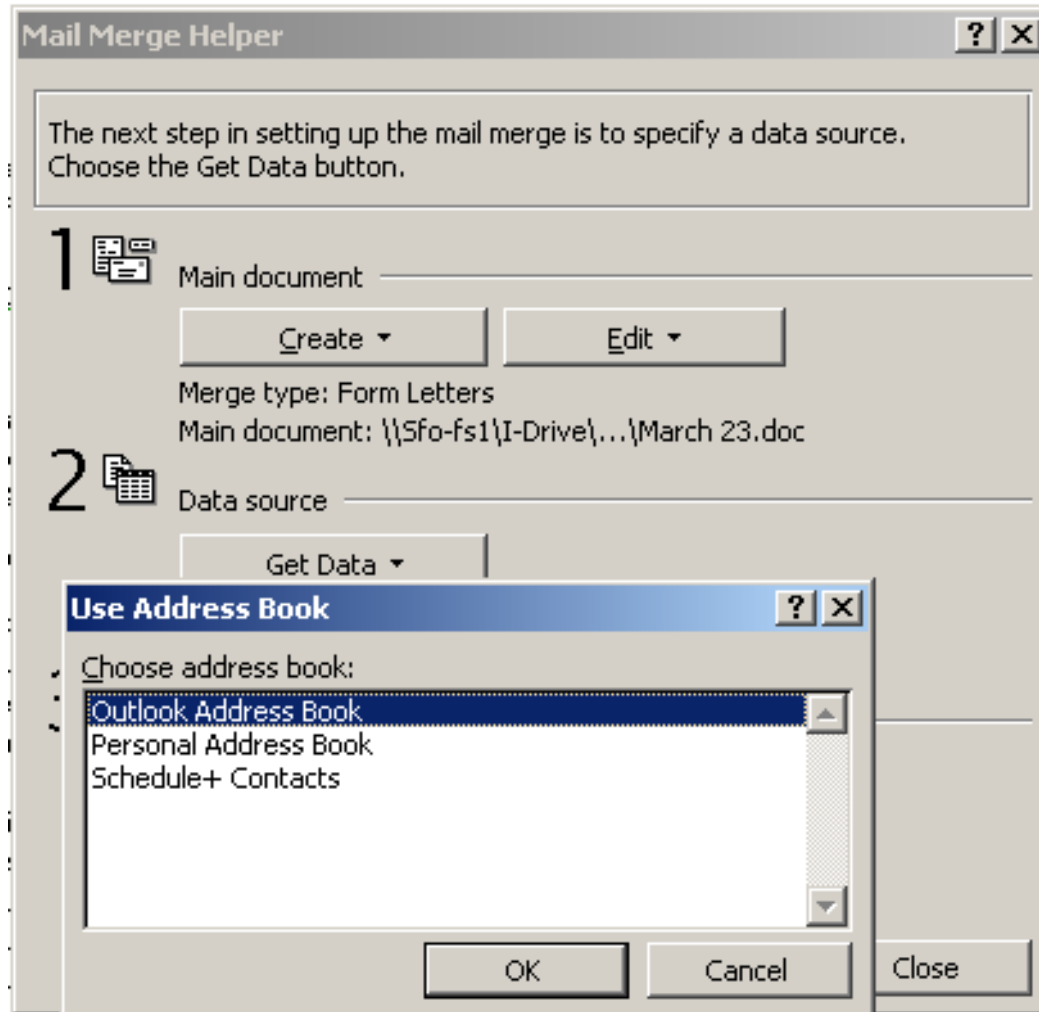 Mail Merge Helper
The next step in setting up the mail merge is to specify a data source.
Choose the Get Data button.
1
Main document
Create
Edit
Merge type: Form Letters
Main document: \\Sfo-fs1\I-Drive\...\March 23.doc
2
Data source
Get Data
Use Address Book
Choose address book:
Outlook Address Book
Personal Address Book
Schedule+ Contacts
OK
Cancel
Close